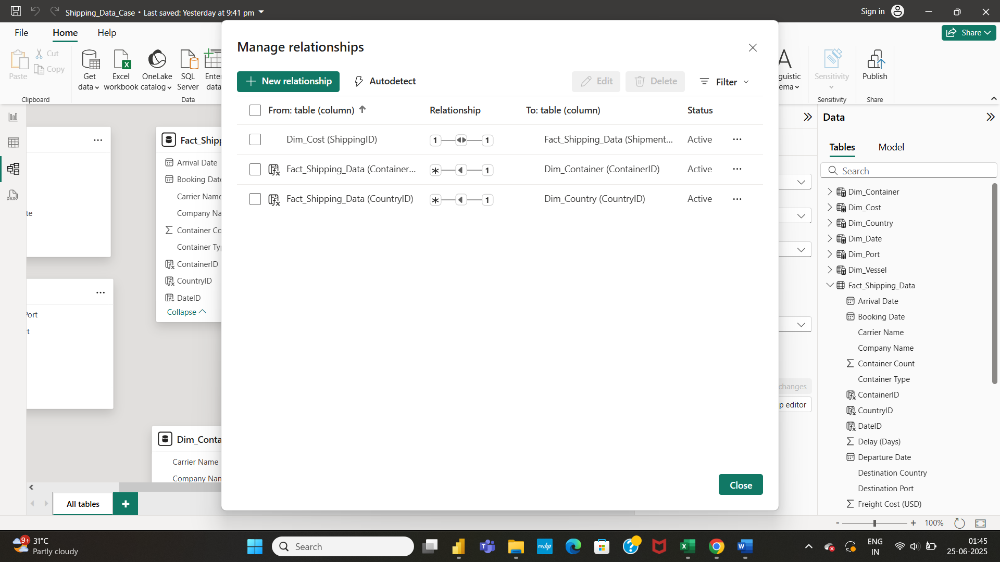 Shipping_Data_Case • Last saved: Yesterday at 9:41 pm
Sign in
File
Home
Help
Share
Paste
Cut
Copy
Clipboard
Get data
Excel workbook
OneLake catalog
SQL Server
Enter data
Data
Sensitivity
Sensitivity
Publish
Share
Manage relationships
New relationship
Autodetect
Edit
Delete
Filter
From: table (column)
Relationship
To: table (column)
Status
Dim_Cost (ShippingID)
1
1
Fact_Shipping_Data (Shipment...
Active
Fact_Shipping_Data (Container...
*
1
Dim_Container (ContainerID)
Active
Fact_Shipping_Data (CountryID)
*
1
Dim_Country (CountryID)
Active
Close
Fact_Shipp
Arrival Date
Booking Date
Carrier Name
Company Na
Container Co
Container Ty
ContainerID
CountryID
DateID
Collapse
te
Port
t
Dim_Conta
Carrier Name
Company Nam
All tables
changes
p editor
Data
Tables
Model
Search
Dim_Container
Dim_Cost
Dim_Country
Dim_Date
Dim_Port
Dim_Vessel
Fact_Shipping_Data
Arrival Date
Booking Date
Carrier Name
Company Name
Container Count
Container Type
ContainerID
CountryID
DateID
Delay (Days)
Departure Date
Destination Country
Destination Port
Freight Cost (USD)
- + 100%
9+
31°C
Partly cloudy
Search
myhp
ENG
IN
01:45
25-06-2025